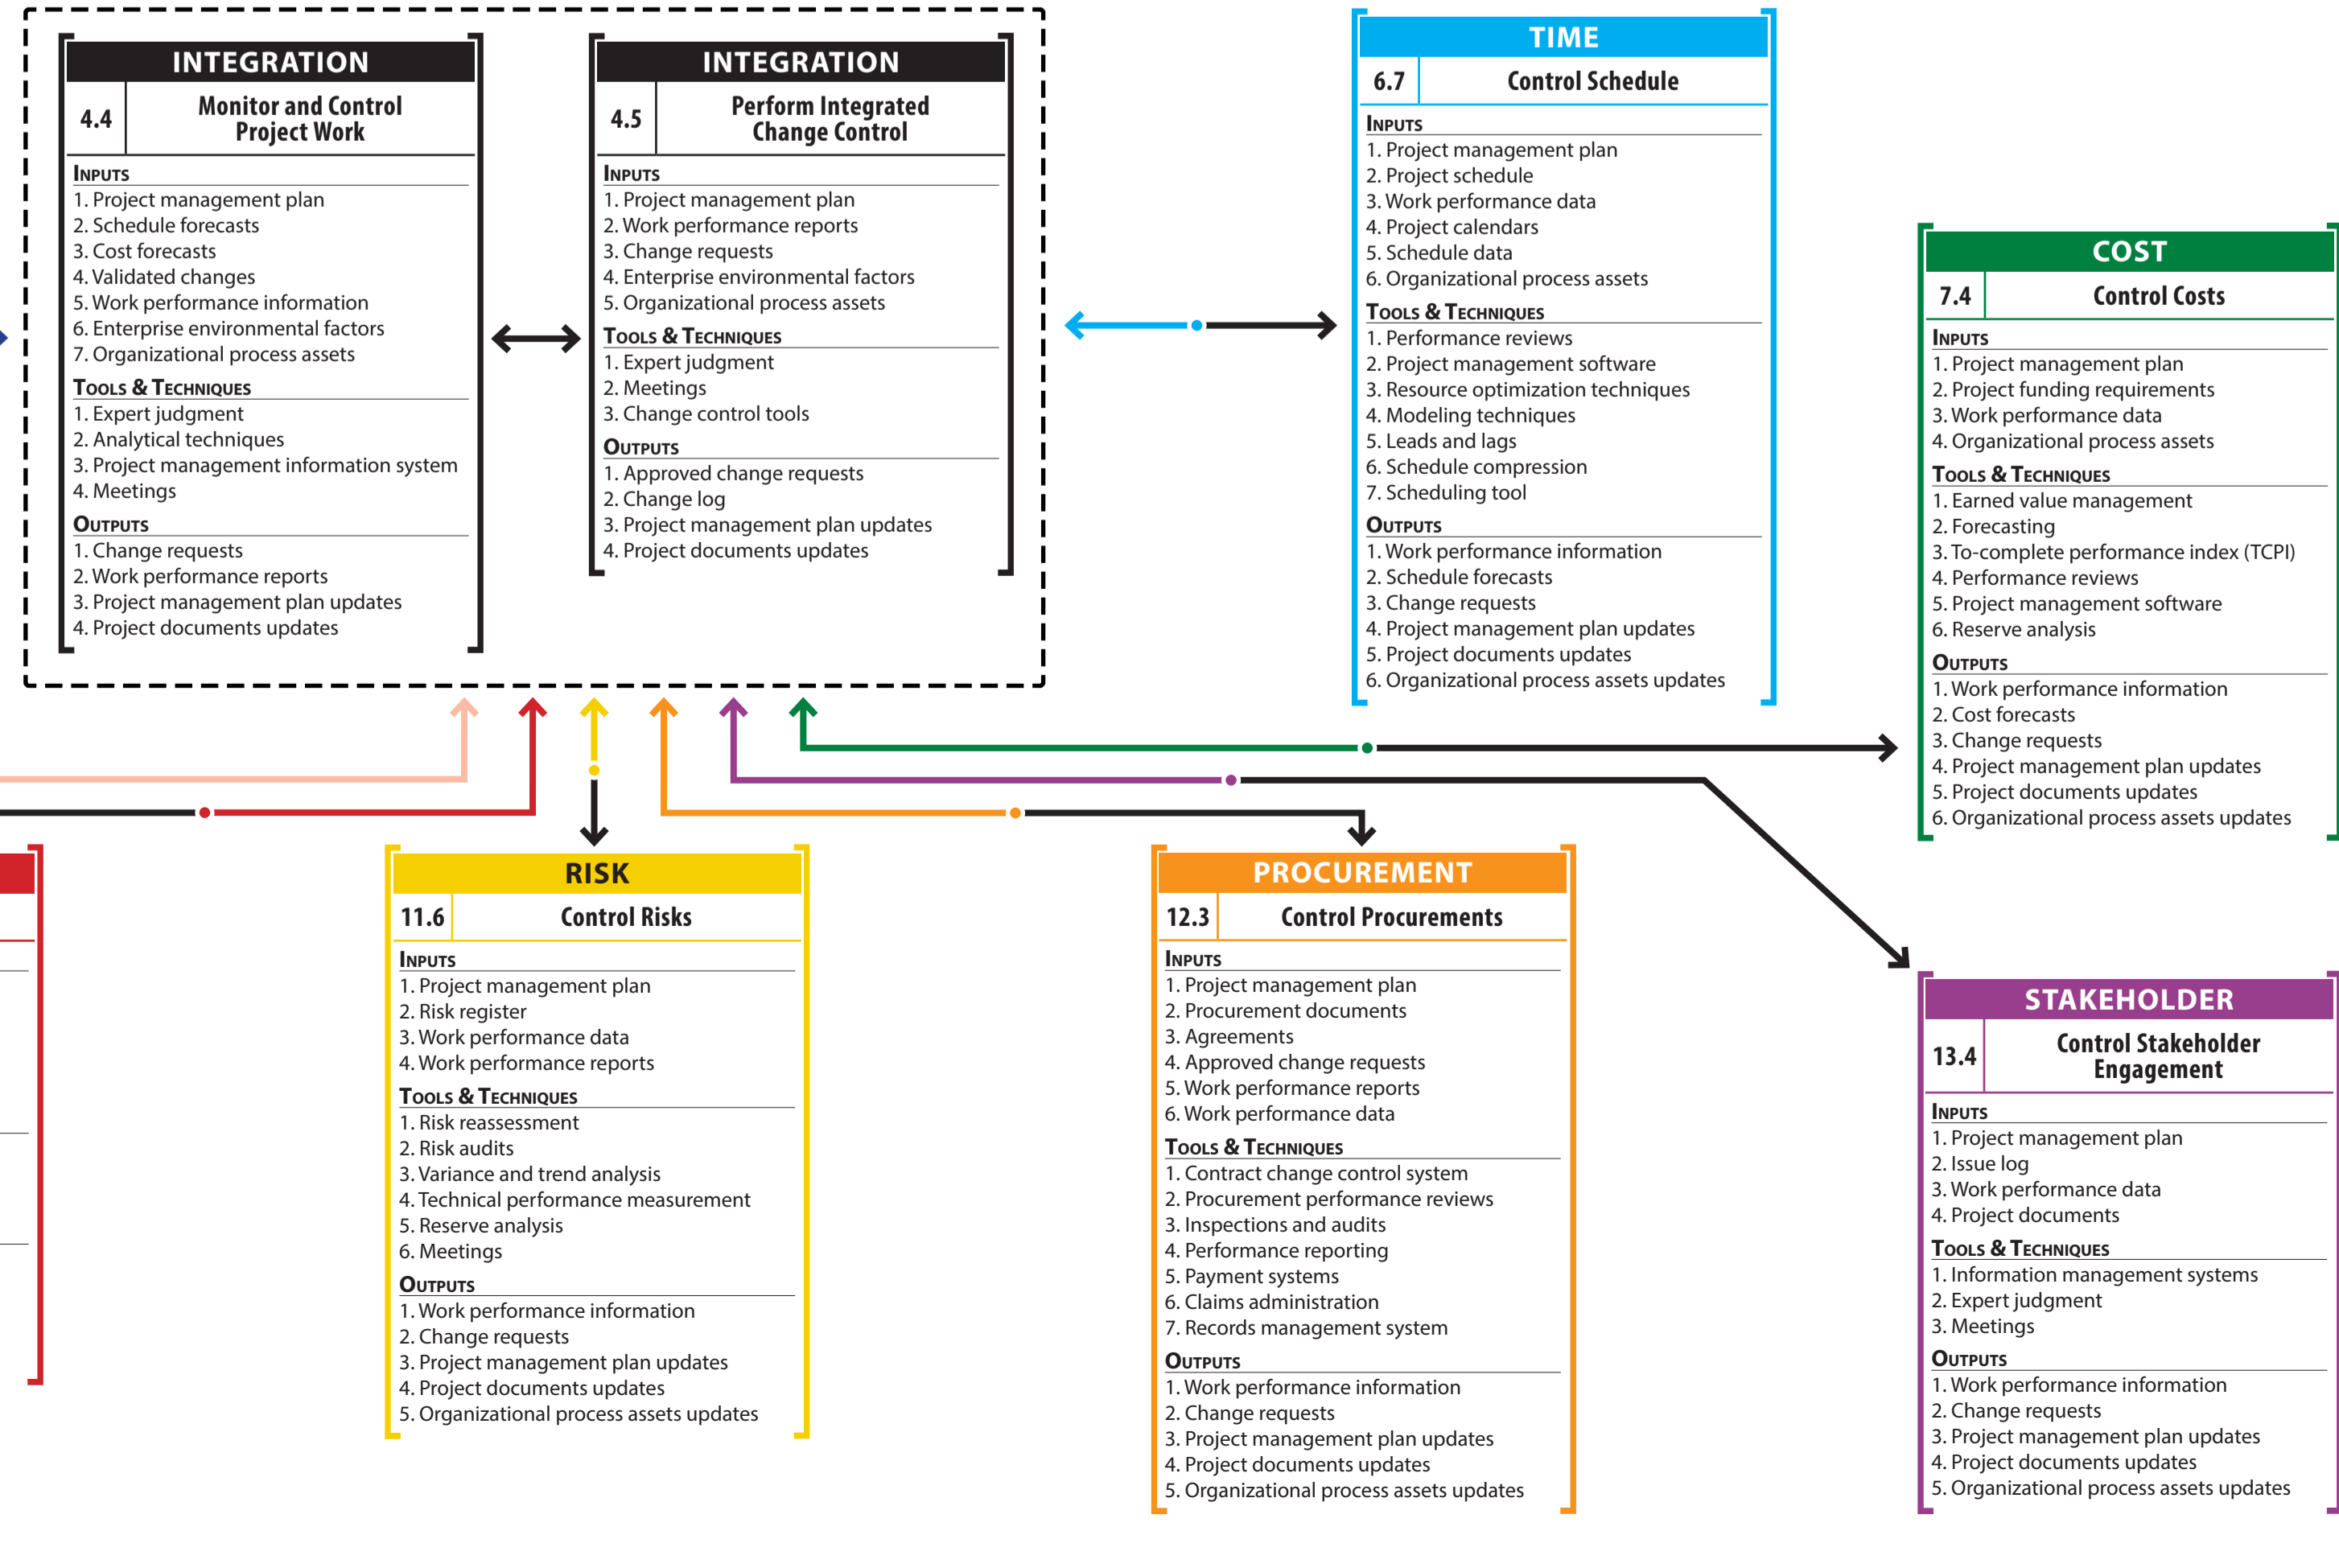 INTEGRATION
4.4
Monitor and Control
Project Work
INPUTS
1. Project management plan
2. Schedule forecasts
3. Cost forecasts
4. Validated changes
5. Work performance information
6. Enterprise environmental factors
7. Organizational process assets
TOOLS & TECHNIQUES
1. Expert judgment
2. Analytical techniques
3. Project management information system
4. Meetings
OUTPUTS
1. Change requests
2. Work performance reports
3. Project management plan updates
4. Project documents updates
INTEGRATION
4.5
Perform Integrated
Change Control
INPUTS
1. Project management plan
2. Work performance reports
3. Change requests
4. Enterprise environmental factors
5. Organizational process assets
TOOLS & TECHNIQUES
1. Expert judgment
2. Meetings
3. Change control tools
OUTPUTS
1. Approved change requests
2. Change log
3. Project management plan updates
4. Project documents updates
TIME
6.7 Control Schedule
INPUTS
1. Project management plan
2. Project schedule
3. Work performance data
4. Project calendars
5. Schedule data
6. Organizational process assets
TOOLS & TECHNIQUES
1. Performance reviews
2. Project management software
3. Resource optimization techniques
4. Modeling techniques
5. Leads and lags
6. Schedule compression
7. Scheduling tool
OUTPUTS
1. Work performance information
2. Schedule forecasts
3. Change requests
4. Project management plan updates
5. Project documents updates
6. Organizational process assets updates
COST
7.4 Control Costs
INPUTS
1. Project management plan
2. Project funding requirements
3. Work performance data
4. Organizational process assets
TOOLS & TECHNIQUES
1. Earned value management
2. Forecasting
3. To-complete performance index (TCPI)
4. Performance reviews
5. Project management software
6. Reserve analysis
OUTPUTS
1. Work performance information
2. Cost forecasts
3. Change requests
4. Project management plan updates
5. Project documents updates
6. Organizational process assets updates
RISK
11.6 Control Risks
INPUTS
1. Project management plan
2. Risk register
3. Work performance data
4. Work performance reports
TOOLS & TECHNIQUES
1. Risk reassessment
2. Risk audits
3. Variance and trend analysis
4. Technical performance measurement
5. Reserve analysis
6. Meetings
OUTPUTS
1. Work performance information
2. Change requests
3. Project management plan updates
4. Project documents updates
5. Organizational process assets updates
PROCUREMENT
12.3 Control Procurements
INPUTS
1. Project management plan
2. Procurement documents
3. Agreements
4. Approved change requests
5. Work performance reports
6. Work performance data
TOOLS & TECHNIQUES
1. Contract change control system
2. Procurement performance reviews
3. Inspections and audits
4. Performance reporting
5. Payment systems
6. Claims administration
7. Records management system
OUTPUTS
1. Work performance information
2. Change requests
3. Project management plan updates
4. Project documents updates
5. Organizational process assets updates
STAKEHOLDER
13.4
Control Stakeholder
Engagement
INPUTS
1. Project management plan
2. Issue log
3. Work performance data
4. Project documents
TOOLS & TECHNIQUES
1. Information management systems
2. Expert judgment
3. Meetings
OUTPUTS
1. Work performance information
2. Change requests
3. Project management plan updates
4. Project documents updates
5. Organizational process assets updates